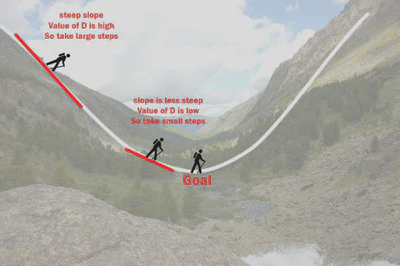 steep slope
Value of D is high
So take large steps
slope is less steep
Value of D is low
So take small steps
Goal